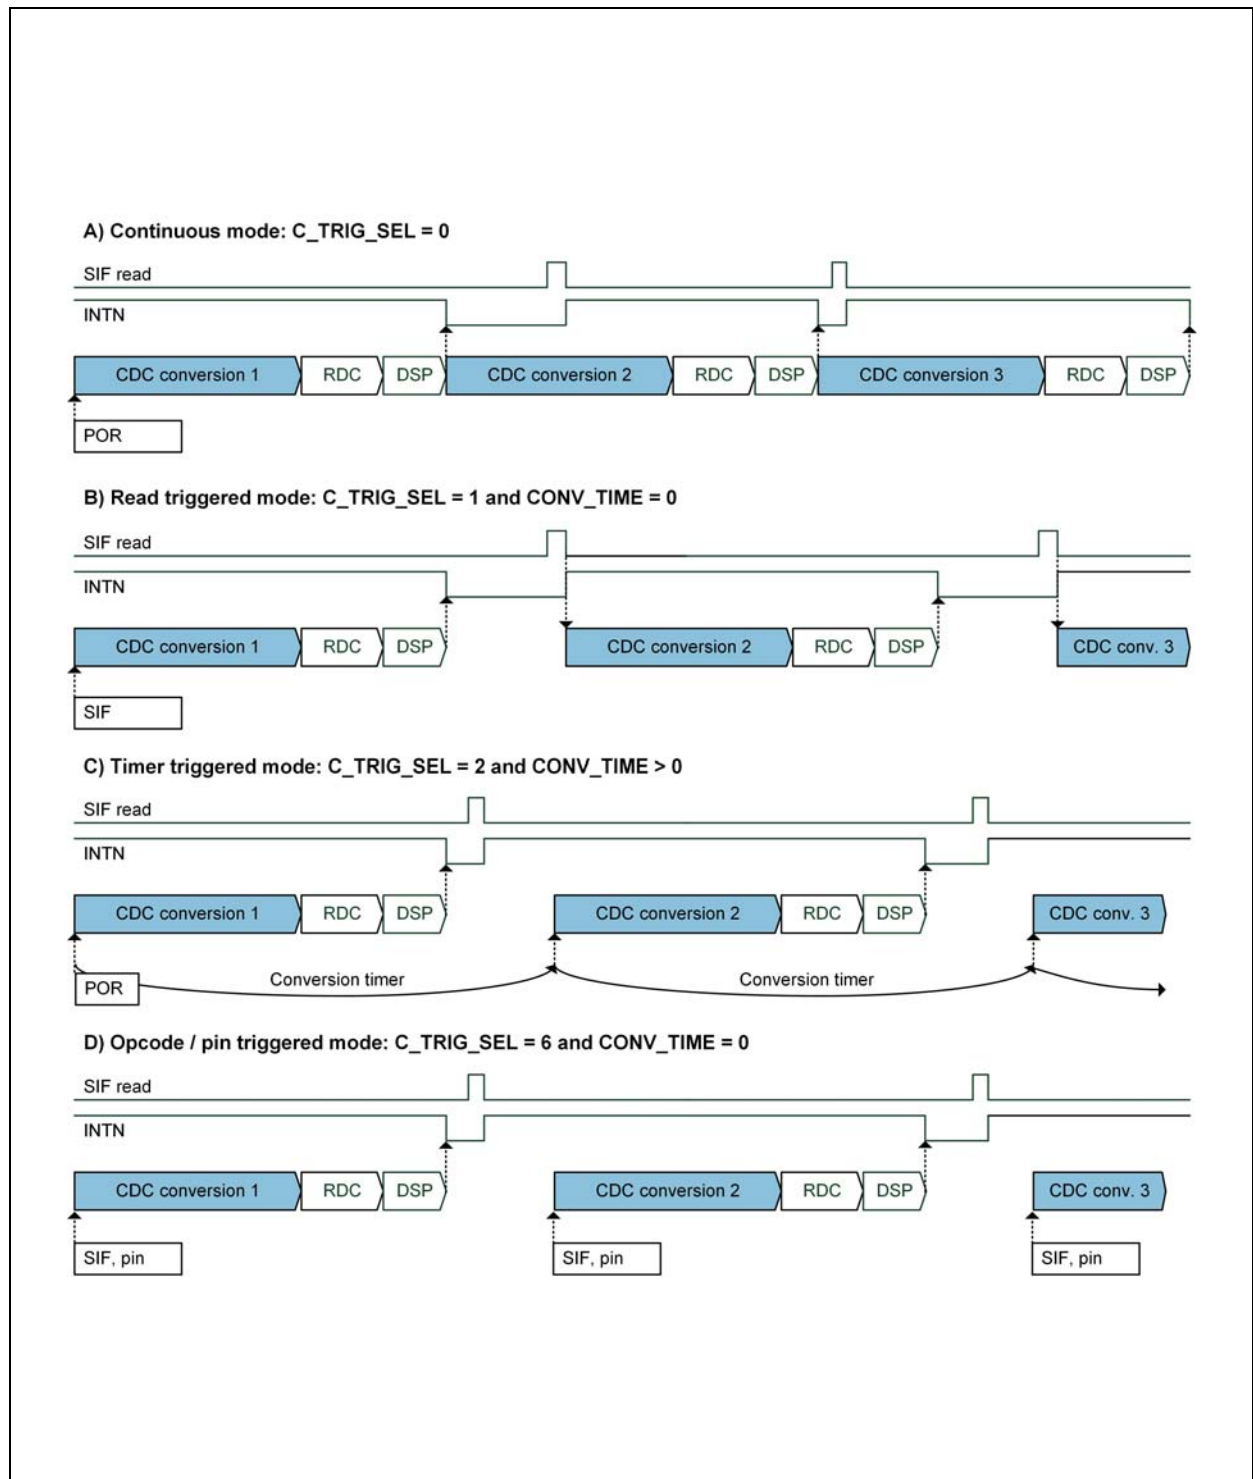 A) Continuous mode: C_TRIG_SEL = 0
SIF read
INTN
CDC conversion 1 RDC DSP CDC conversion 2 RDC DSP CDC conversion 3 RDC DSP
POR
B) Read triggered mode: C_TRIG_SEL = 1 and CONV_TIME = 0
SIF read
INTN
CDC conversion 1 RDC DSP CDC conversion 2 RDC DSP CDC conv. 3
SIF
C) Timer triggered mode: C_TRIG_SEL = 2 and CONV_TIME > 0
SIF read
INTN
CDC conversion 1 RDC DSP CDC conversion 2 RDC DSP CDC conv. 3
POR Conversion timer Conversion timer
D) Opcode / pin triggered mode: C_TRIG_SEL = 6 and CONV_TIME = 0
SIF read
INTN
CDC conversion 1 RDC DSP CDC conversion 2 RDC DSP CDC conv. 3
SIF, pin SIF, pin SIF, pin